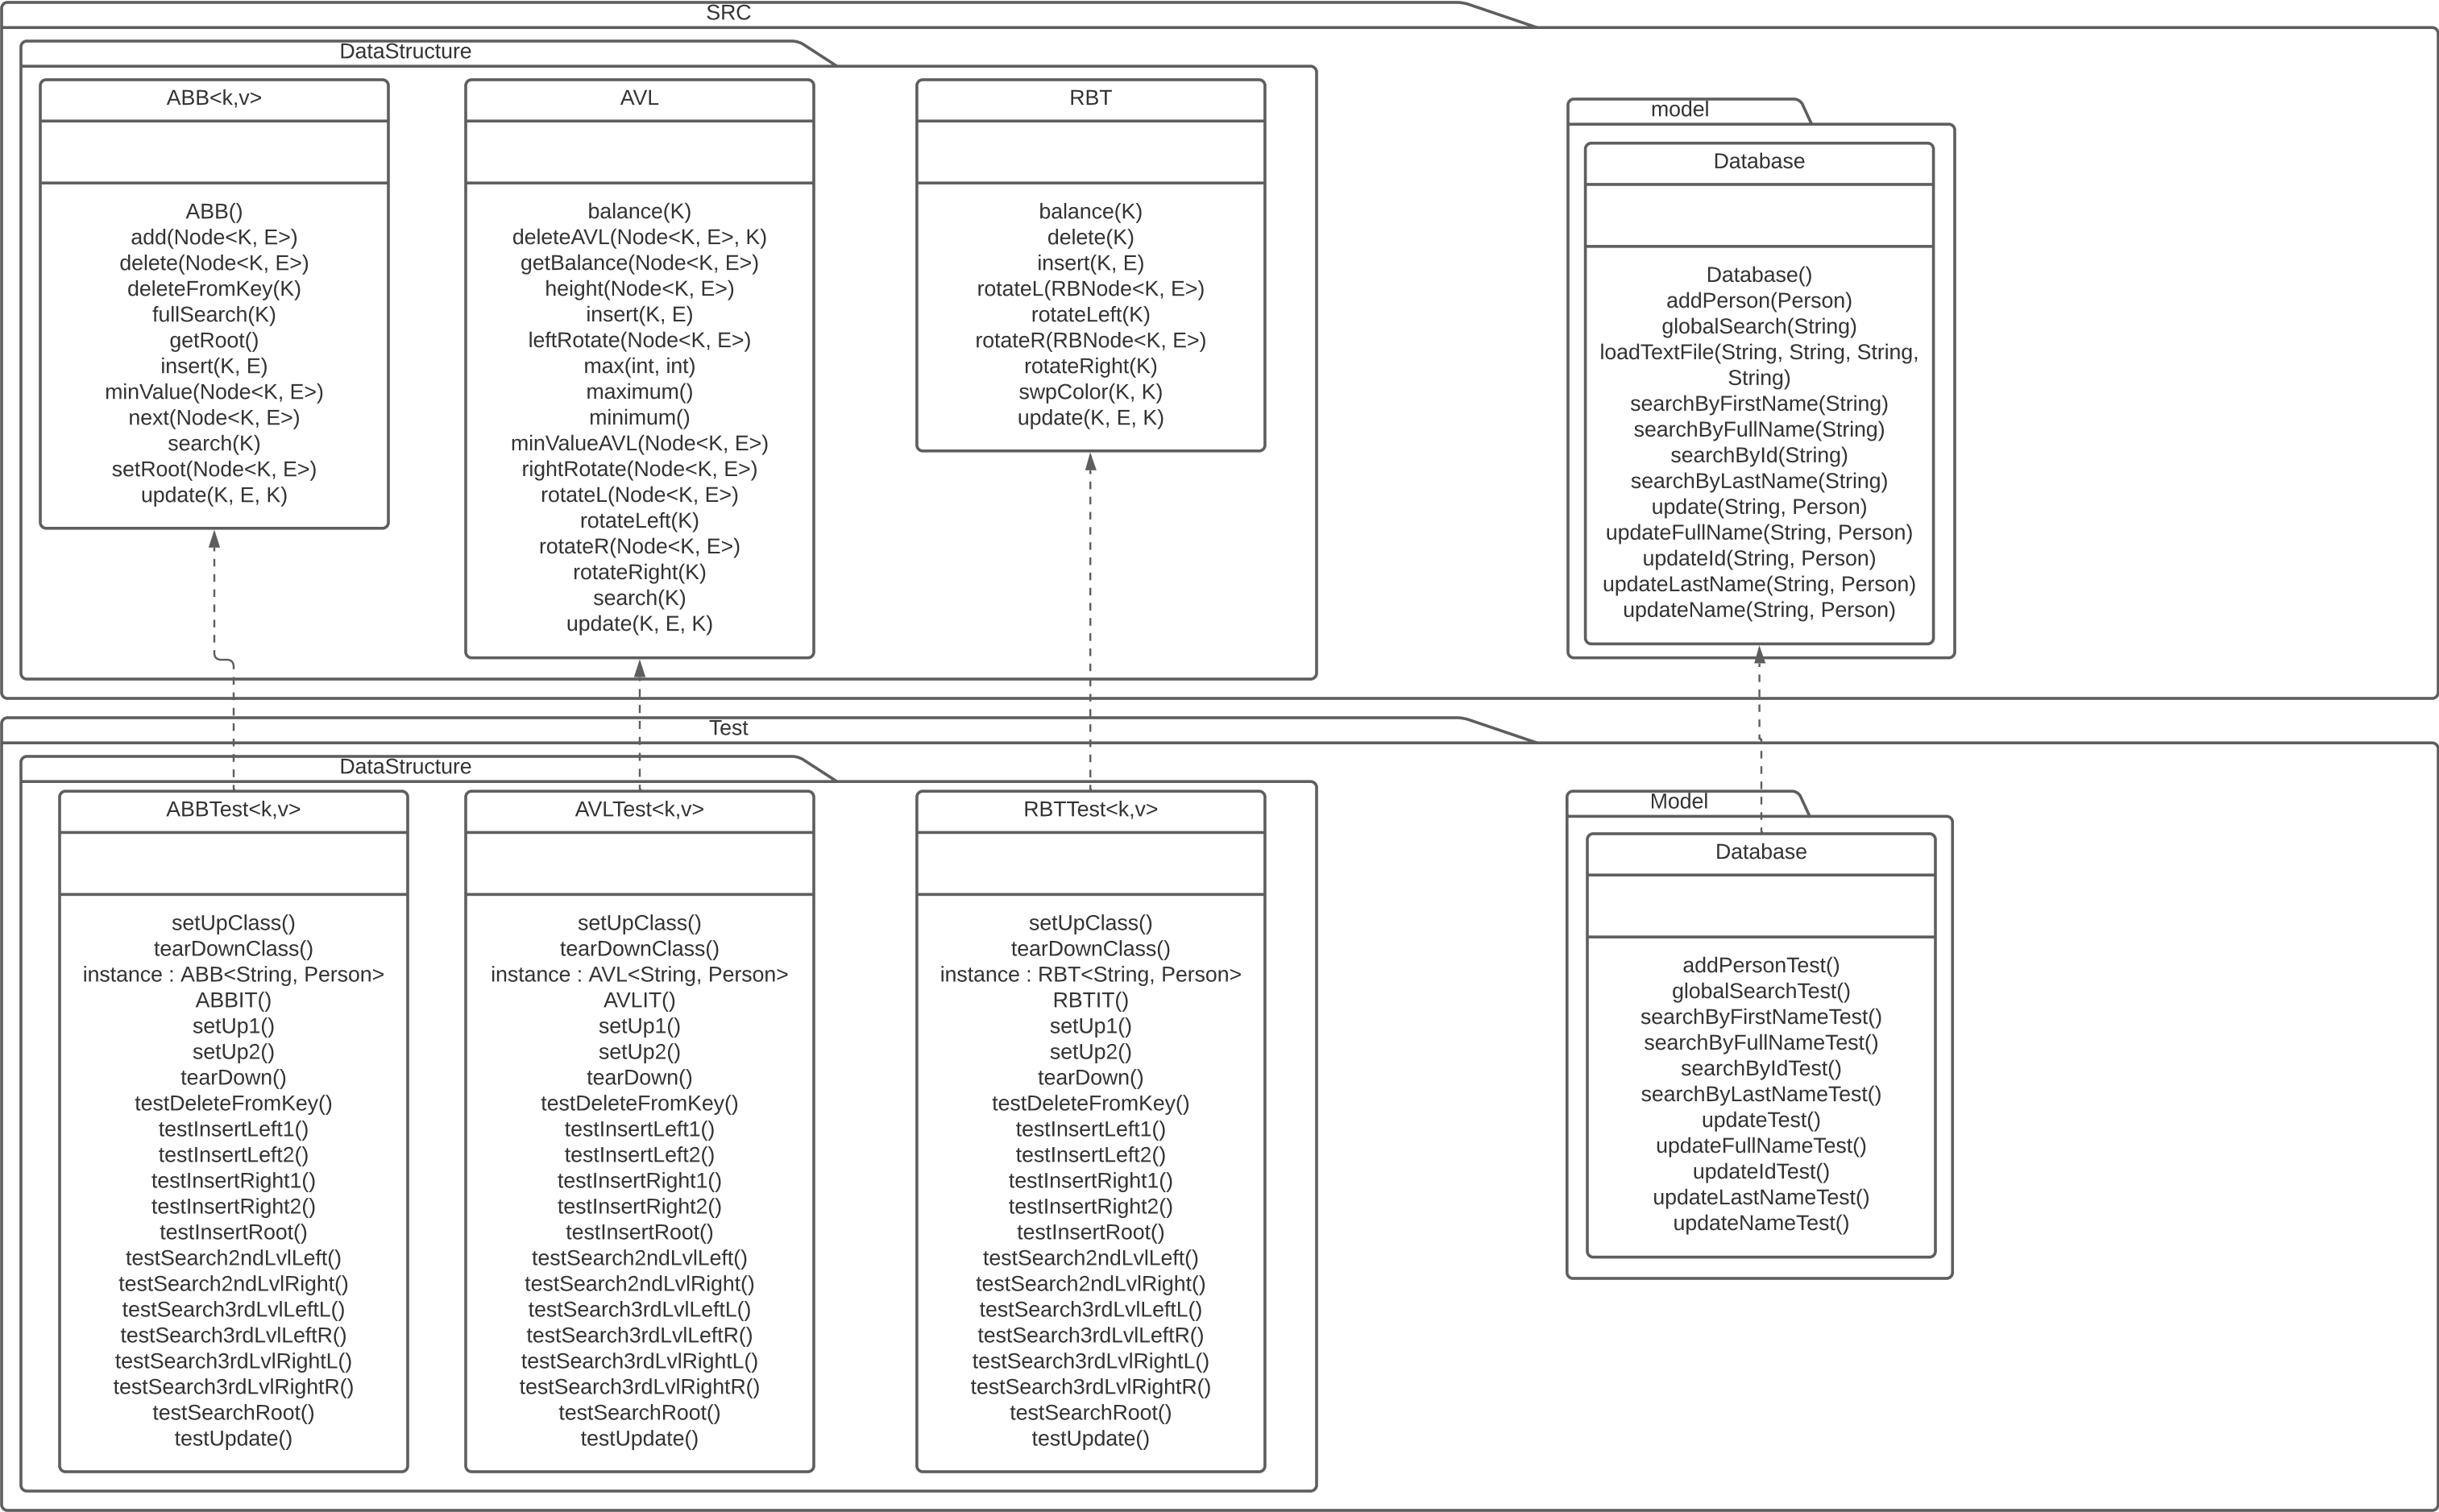 SRC
DataStructure
ABB<k,v>
ABB()
add(Node<K, E>)
delete(Node<K, E>)
deleteFromKey(K)
fullSearch(K)
getRoot()
insert(K, E)
minValue(Node<K, E>)
next(Node<K, E>)
search(K)
setRoot(Node<K, E>)
update(K, E, K)
AVL
balance(K)
deleteAVL(Node<K, E>, K)
getBalance(Node<K, E>)
height(Node<K, E>)
insert(K, E)
leftRotate(Node<K, E>)
max(int, int)
maximum()
minimum()
minValueAVL(Node<K, E>)
rightRotate(Node<K, E>)
rotateL(Node<K, E>)
rotateLeft(K)
rotateR(Node<K, E>)
rotateRight(K)
search(K)
update(K, E, K)
RBT
balance(K)
delete(K)
insert(K, E)
rotateL(RBNode<K, E>)
rotateLeft(K)
rotateR(RBNode<K, E>)
rotateRight(K)
swpColor(K, K)
update(K, E, K)
model
Database
Database()
addPerson(Person)
globalSearch(String)
loadTextFile(String, String, String,
String)
searchByFirstName(String)
searchByFullName(String)
searchById(String)
searchByLastName(String)
update(String, Person)
updateFullName(String, Person)
updateId(String, Person)
updateLastName(String, Person)
updateName(String, Person)
Test
DataStructure
ABBTest<k,v>
setUpClass()
tearDownClass()
instance : ABB<String, Person>
ABBIT()
setUp1()
setUp2()
tearDown()
testDeleteFromKey()
testInsertLeft1()
testInsertLeft2()
testInsertRight1()
testInsertRight2()
testInsertRoot()
testSearch2ndLvlLeft()
testSearch2ndLvlRight()
testSearch3rdLvlLeftL()
testSearch3rdLvlLeftR()
testSearch3rdLvlRightL()
testSearch3rdLvlRightR()
testSearchRoot()
testUpdate()
AVLTest<k,v>
setUpClass()
tearDownClass()
instance : AVL<String, Person>
AVLIT()
setUp1()
setUp2()
tearDown()
testDeleteFromKey()
testInsertLeft1()
testInsertLeft2()
testInsertRight1()
testInsertRight2()
testInsertRoot()
testSearch2ndLvlLeft()
testSearch2ndLvlRight()
testSearch3rdLvlLeftL()
testSearch3rdLvlLeftR()
testSearch3rdLvlRightL()
testSearch3rdLvlRightR()
testSearchRoot()
testUpdate()
RBTTest<k,v>
setUpClass()
tearDownClass()
instance : RBT<String, Person>
RBTIT()
setUp1()
setUp2()
tearDown()
testDeleteFromKey()
testInsertLeft1()
testInsertLeft2()
testInsertRight1()
testInsertRight2()
testInsertRoot()
testSearch2ndLvlLeft()
testSearch2ndLvlRight()
testSearch3rdLvlLeftL()
testSearch3rdLvlLeftR()
testSearch3rdLvlRightL()
testSearch3rdLvlRightR()
testSearchRoot()
testUpdate()
Model
Database
addPersonTest()
globalSearchTest()
searchByFirstNameTest()
searchByFullNameTest()
searchByIdTest()
searchByLastNameTest()
updateTest()
updateFullNameTest()
updateIdTest()
updateLastNameTest()
updateNameTest()